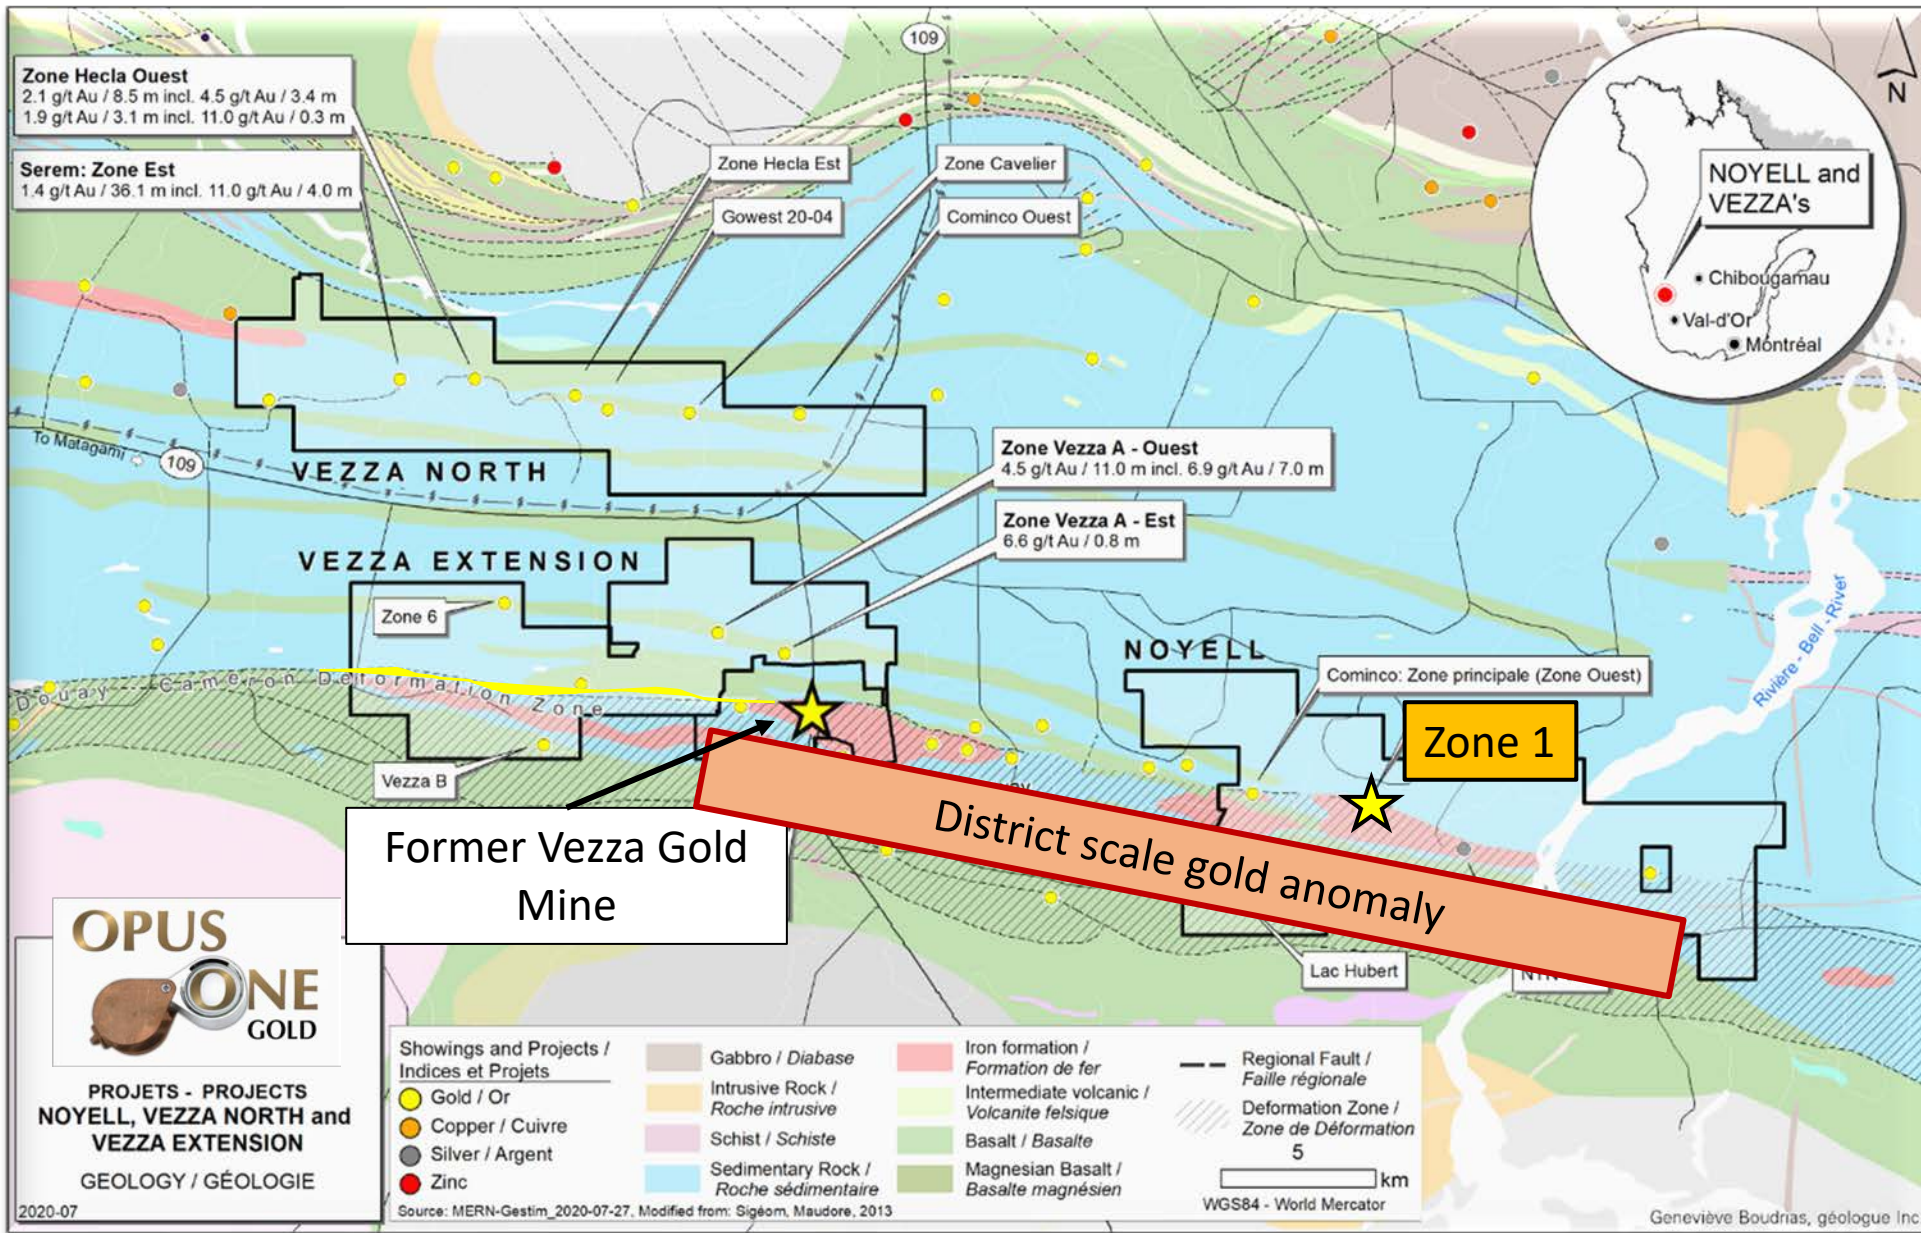 109
Zone Hecla Ouest
2.1 g/t Au / 8.5 m incl. 4.5 g/t Au / 3.4 m
1.9 g/t Au / 3.1 m incl. 11.0 g/t Au / 0.3 m
Serem: Zone Est
1.4 g/t Au / 36.1 m incl. 11.0 g/t Au / 4.0 m
Zone Hecla Est
Gowest 20-04
Zone Cavelier
Cominco Ouest
N
NOYELL and
VEZZA's
Chibougamau
Val-d'Or
Montréal
To Matagami
109
VEZZA NORTH
Zone Vezza A - Ouest
4.5 g/t Au / 11.0 m incl. 6.9 g/t Au / 7.0 m
Zone Vezza A - Est
6.6 g/t Au / 0.8 m
VEZZA EXTENSION
Zone 6
NOYELL
Rivière-Bell-River
Cominco: Zone principale (Zone Ouest)
Zone 1
Douay - Cameron Deformation Zone
Vezza B
Former Vezza Gold
Mine
District scale gold anomaly
Lac Hubert
OPUS
ONE
GOLD
PROJETS - PROJECTS
NOYELL, VEZZA NORTH and
VEZZA EXTENSION
GEOLOGY / GÉOLOGIE
2020-07
Showings and Projects /
Indices et Projets
Gold / Or
Copper / Cuivre
Silver / Argent
Zinc
Gabbro / Diabase
Intrusive Rock /
Roche intrusive
Schist / Schiste
Sedimentary Rock /
Roche sédimentaire
Iron formation /
Formation de fer
Intermediate volcanic /
Volcanite felsique
Basalt / Basalte
Magnesian Basalt /
Basalte magnésien
Regional Fault /
Faille régionale
Deformation Zone /
Zone de Déformation
5
km
WGS84 - World Mercator
Source: MERN-Gestim_2020-07-27, Modified from: Sigéom, Maudore, 2013
Geneviève Boudrias, géologue Inc